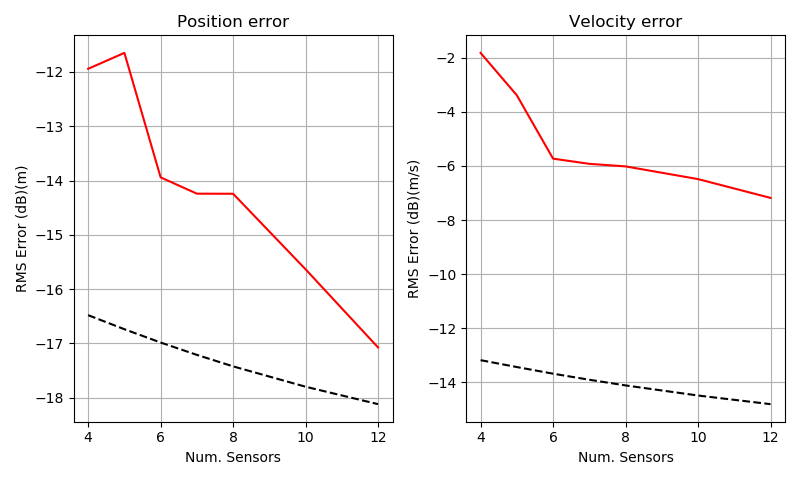 Position error
RMS Error (dB)(m)
−12
−13
−14
−15
−16
−17
−18
4 6 8 10 12
Num. Sensors
Velocity error
RMS Error (dB)(m/s)
−2
−4
−6
−8
−10
−12
−14
4 6 8 10 12
Num. Sensors